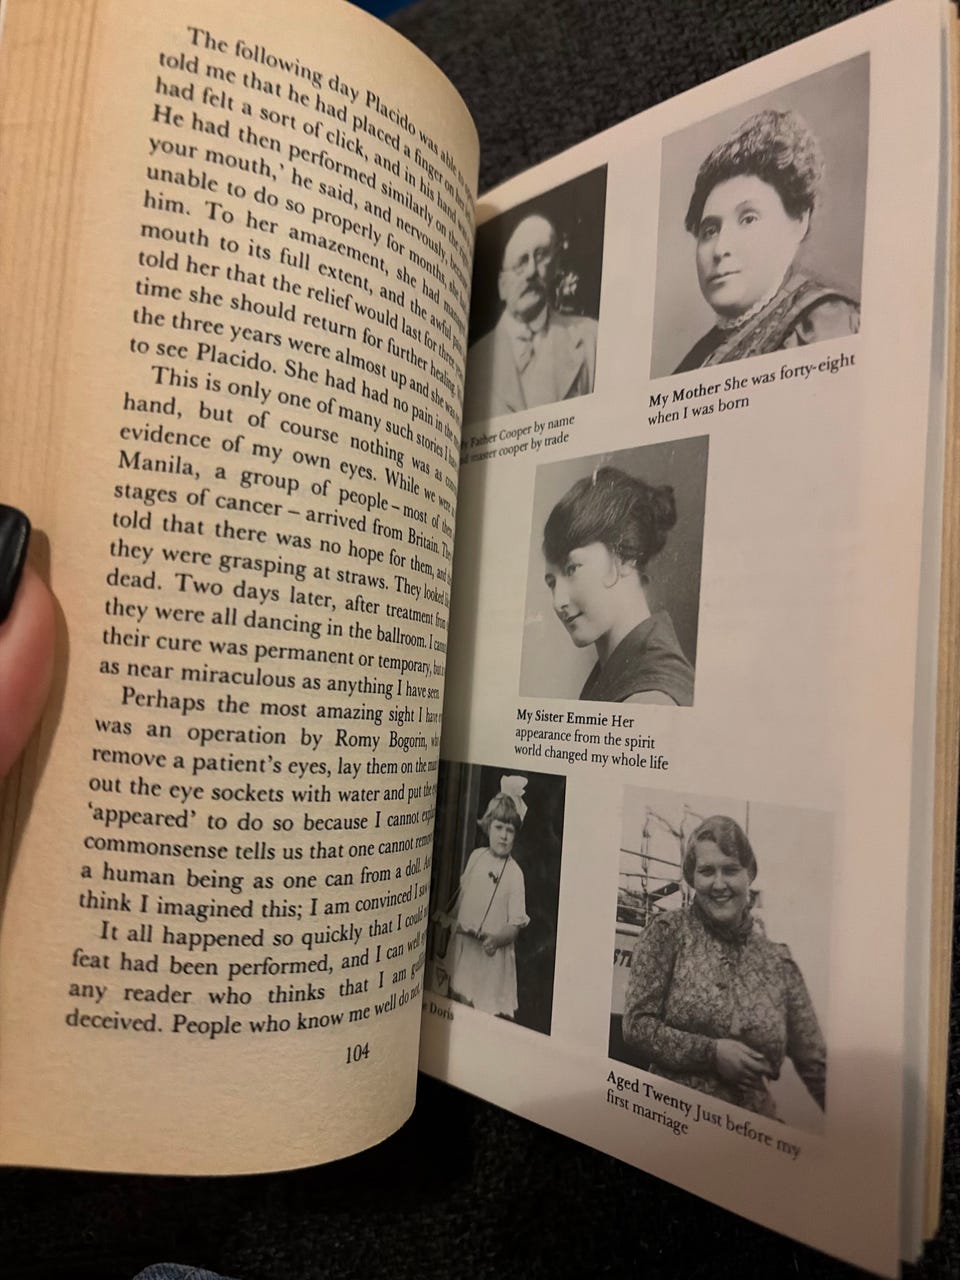 The following day Placido was able to
told me that he had placed a finger on her
had felt a sort of click, and in his hand
He had then performed similarly on the
your mouth,' he said, and nervously, because
unable to do so properly for months, she
him. To her amazement, she had managed
mouth to its full extent, and the awful
told her that the relief would last for three
time she should return for further healing.
the three years were almost up and she was
to see Placido. She had had no pain in the
This is only one of many such stories I
hand, but of course nothing was as
evidence of my own eyes. While we were
Manila, a group of people – most of them
stages of cancer – arrived from Britain.
told that there was no hope for them, and
they were grasping at straws. They looked
dead. Two days later, after treatment from
they were all dancing in the ballroom. I
their cure was permanent or temporary, but
as near miraculous as anything I have seen.
Perhaps the most amazing sight I have
was an operation by Romy Bogorin,
remove a patient's eyes, lay them on the
out the eye sockets with water and put the
'appeared' to do so because I cannot
commonsense tells us that one cannot
a human being as one can from a doll.
think I imagined this; I am convinced I
It all happened so quickly that I could
feat had been performed, and I can well
any reader who thinks that I am
deceived. People who know me well do not
104
Father Cooper by name
master cooper by trade
My Mother She was forty-eight
when I was born
My Sister Emmie Her
appearance from the spirit
world changed my whole life
Doris
Aged Twenty Just before my
first marriage